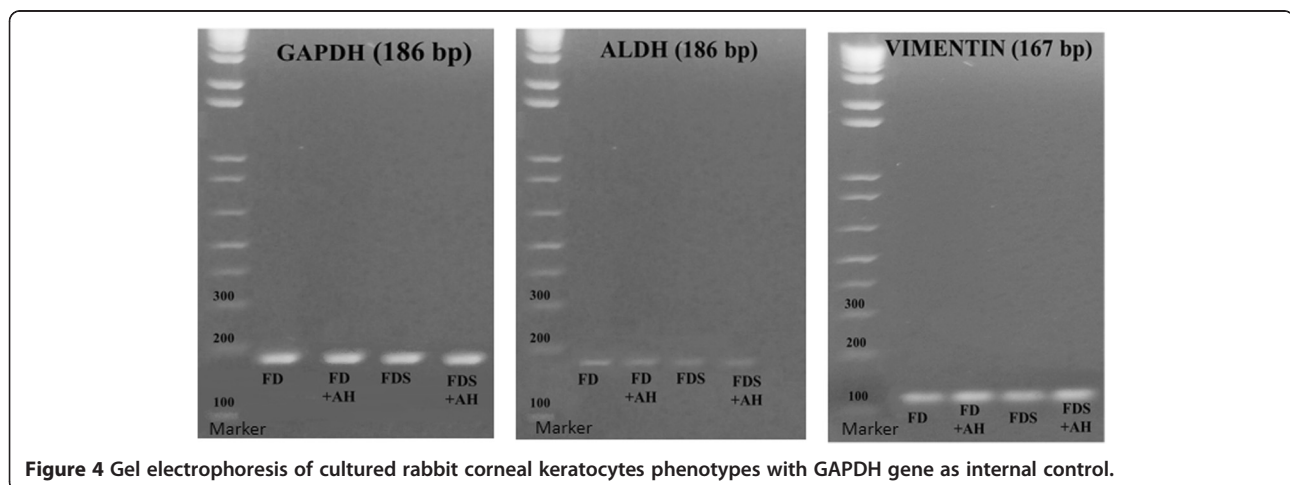 GAPDH (186 bp)
300
200
FD
FD
+AH
FDS
FDS
+AH
100
Marker
ALDH (186 bp)
300
200
FD
FD
+AH
FDS
FDS
+AH
100
Marker
VIMENTIN (167 bp)
300
200
100
FD
FD
+AH
FDS
FDS
+AH
Marker
Figure 4 Gel electrophoresis of cultured rabbit corneal keratocytes phenotypes with GAPDH gene as internal control.